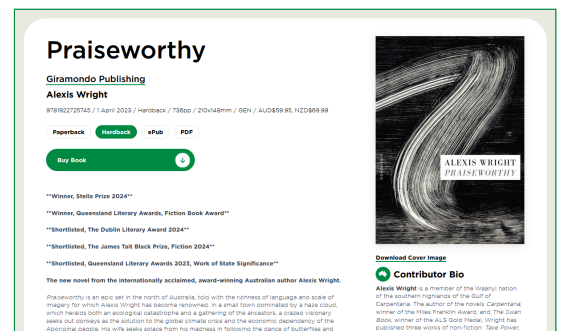 Praiseworthy
Giramondo Publishing
Alexis Wright
9781922725745 / 1 April 2023 / Hardback / 736pp / 210x148mm / GEN / AUD$59.95, NZD$69.99
Paperback
Hardback
ePub
PDF
Buy Book
**Winner, Stella Prize 2024**
**Winner, Queensland Literary Awards, Fiction Book Award**
**Shortlisted, The Dublin Literary Award 2024**
**Shortlisted, The James Tait Black Prize, Fiction 2024**
**Shortlisted, Queensland Literary Awards 2023, Work of State Significance**
The new novel from the internationally acclaimed, award-winning Australian author Alexis Wright.
Praiseworthy is an epic set in the north of Australia, told with the richness of language and scale of
imagery for which Alexis Wright has become renowned. In a small town dominated by a haze cloud,
which heralds both an ecological catastrophe and a gathering of the ancestors, a crazed visionary
seeks out donkeys as the solution to the global climate crisis and the economic dependency of the
Aboriginal people. His wife seeks solace from his madness in following the dance of butterflies and
ALEXIS WRIGHT
PRAISEWORTHY
Download Cover Image
Contributor Bio
Alexis Wright is a member of the Waanyi nation
of the southern highlands of the Gulf of
Carpentaria. The author of the novels Carpentaria,
winner of the Miles Franklin Award, and The Swan
Book, winner of the ALS Gold Medal, Wright has
published three works of non-fiction: Take Power,